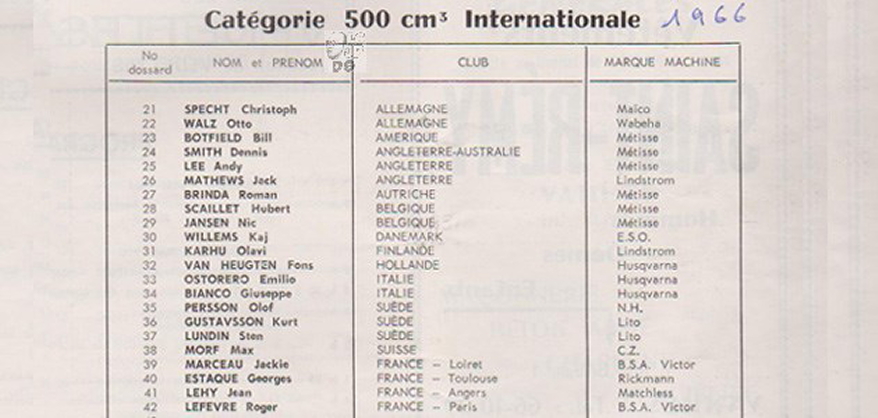 Catégorie 500 cm³ Internationale 1966
No dossard NOM et PRENOM CLUB MARQUE MACHINE
21 SPECHT Christoph ALLEMAGNE Maïco
22 WALZ Otto ALLEMAGNE Wabeha
23 BOTFIELD Bill AMERIQUE Métisse
24 SMITH Dennis ANGLETERRE-AUSTRALIE Métisse
25 LEE Andy ANGLETERRE Métisse
26 MATHEWS Jack ANGLETERRE Lindstrom
27 BRINDA Roman AUTRICHE Métisse
28 SCAILLET Hubert BELGIQUE Métisse
29 JANSEN Nic BELGIQUE Métisse
30 WILLEMS Kaj DANEMARK E.S.O.
31 KARHU Olavi FINLANDE Lindstrom
32 VAN HEUGTEN Fons HOLLANDE Husqvarna
33 OSTORERO Emilio ITALIE Husqvarna
34 BIANCO Giuseppe ITALIE Husqvarna
35 PERSSON Olof SUÈDE N.H.
36 GUSTAVSSON Kurt SUÈDE Lito
37 LUNDIN Sten SUÈDE Lito
38 MORF Max SUISSE C.Z.
39 MARCEAU Jackie FRANCE – Loiret B.S.A. Victor
40 ESTAQUE Georges FRANCE – Toulouse Rickmann
41 LEHY Jean FRANCE – Angers Matchless
42 LEFEVRE Roger FRANCE – Paris B.S.A. Victor